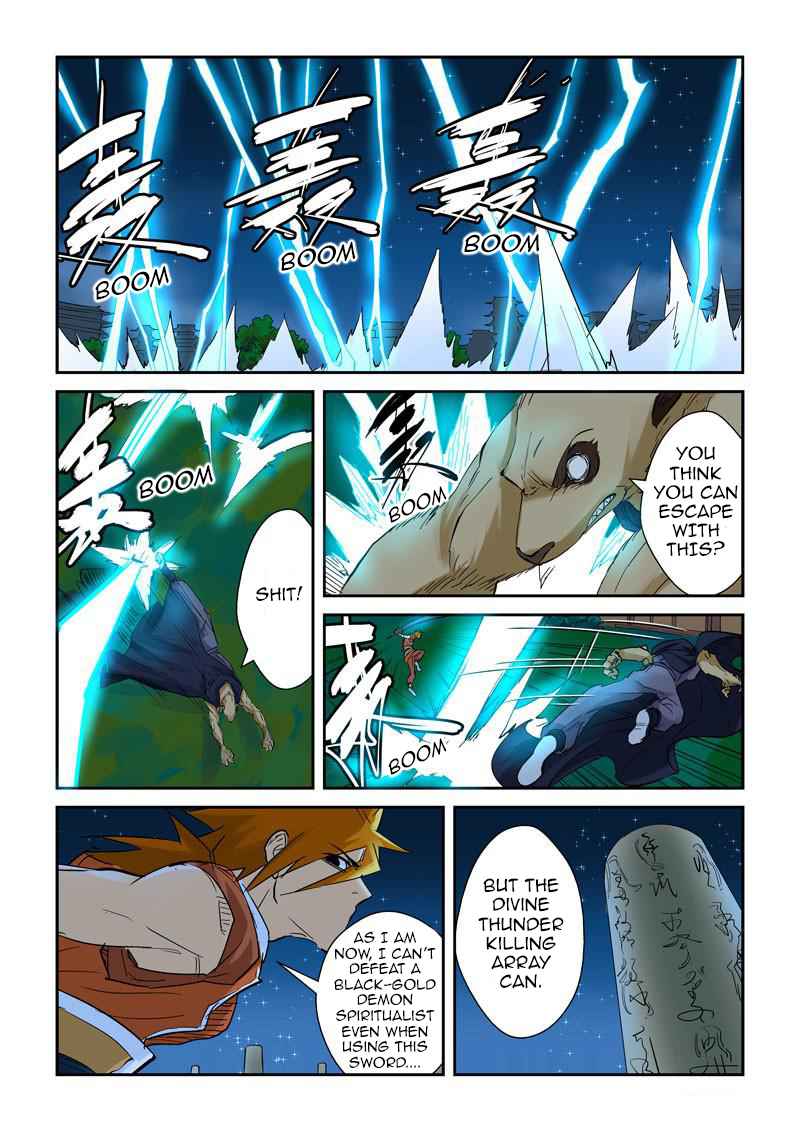 轰
轰
轰
BOOM
BOOM
BOOM
轰
BOOM
SHIT!
轰
BOOM
YOU
THINK
YOU CAN
ESCAPE
WITH
THIS?
轰
BOOM
AS I AM
NOW, I CAN'T
DEFEAT A
BLACK-GOLD
DEMON
SPIRITUALIST
EVEN WHEN
USING THIS
SWORD....
BUT THE
DIVINE
THUNDER
KILLING
ARRAY
CAN.